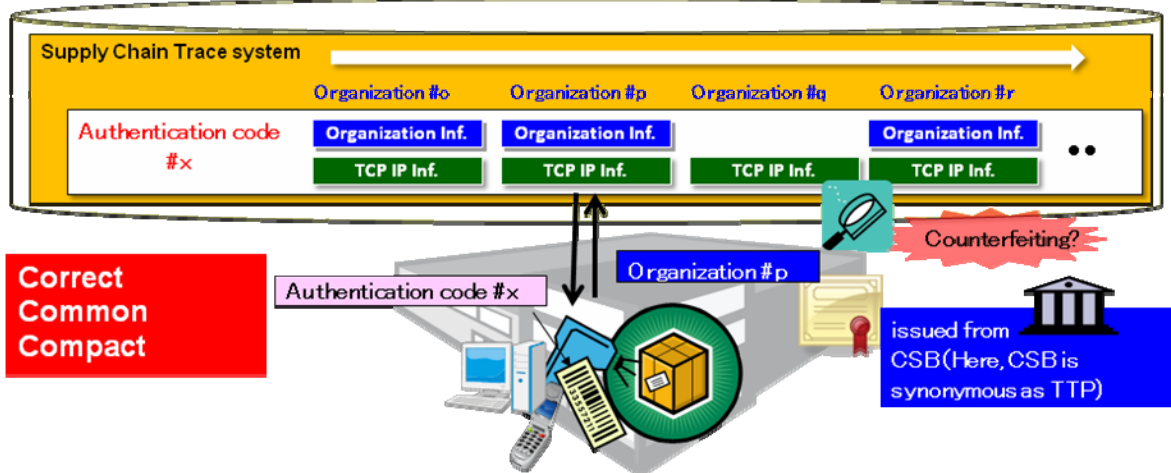 Supply Chain Trace system
Organization #o Organization #p Organization #q Organization #r
Authentication code
#x
Organization Inf. Organization Inf. Organization Inf.
TCP IP Inf. TCP IP Inf. TCP IP Inf. TCP IP Inf.
Counterfeiting?
Organization #p
Authentication code #x
Correct
Common
Compact
issued from
CSB(Here, CSB is
synonymous as TTP)
33557211